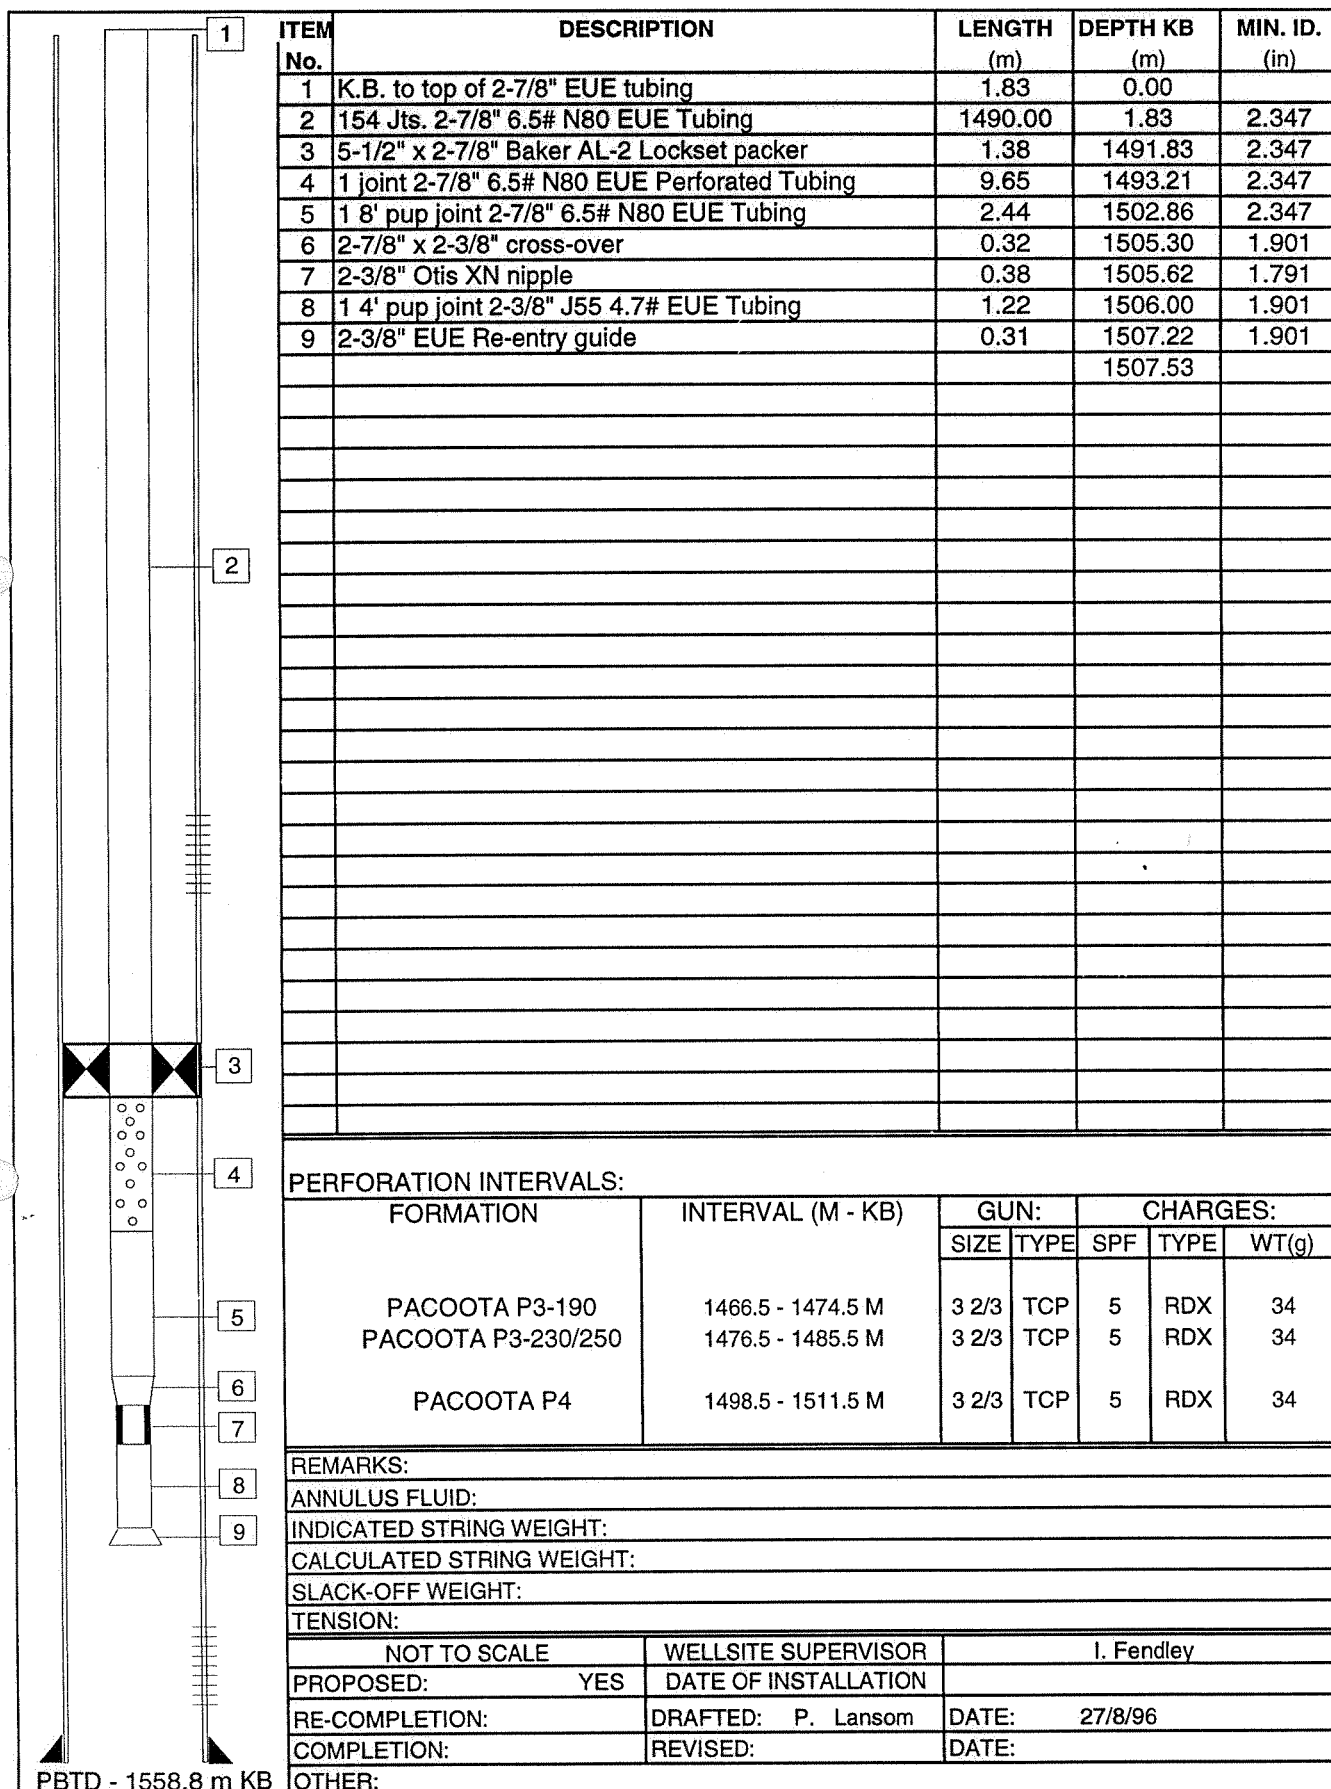 ITEM DESCRIPTION LENGTH DEPTH KB MIN. ID.
No. (m) (m) (in)
1 K.B. to top of 2-7/8" EUE tubing 1.83 0.00
2 154 Jts. 2-7/8" 6.5# N80 EUE Tubing 1490.00 1.83 2.347
3 5-1/2" x 2-7/8" Baker AL-2 Lockset packer 1.38 1491.83 2.347
4 1 joint 2-7/8" 6.5# N80 EUE Perforated Tubing 9.65 1493.21 2.347
5 1 8' pup joint 2-7/8" 6.5# N80 EUE Tubing 2.44 1502.86 2.347
6 2-7/8" x 2-3/8" cross-over 0.32 1505.30 1.901
7 2-3/8" Otis XN nipple 0.38 1505.62 1.791
8 1 4' pup joint 2-3/8" J55 4.7# EUE Tubing 1.22 1506.00 1.901
9 2-3/8" EUE Re-entry guide 0.31 1507.22 1.901
1507.53
1
2
3
4
5
6
7
8
9
PBTD - 1558.8 m KB
PERFORATION INTERVALS:
FORMATION INTERVAL (M - KB) GUN: CHARGES:
SIZE TYPE SPF TYPE WT(g)
PACOOTA P3-190 1466.5 - 1474.5 M 3 2/3 TCP 5 RDX 34
PACOOTA P3-230/250 1476.5 - 1485.5 M 3 2/3 TCP 5 RDX 34
PACOOTA P4 1498.5 - 1511.5 M 3 2/3 TCP 5 RDX 34
REMARKS:
ANNULUS FLUID:
INDICATED STRING WEIGHT:
CALCULATED STRING WEIGHT:
SLACK-OFF WEIGHT:
TENSION:
NOT TO SCALE WELLSITE SUPERVISOR I. Fendley
PROPOSED: YES DATE OF INSTALLATION
RE-COMPLETION: DRAFTED: P. Lansom DATE: 27/8/96
COMPLETION: REVISED: DATE:
OTHER: